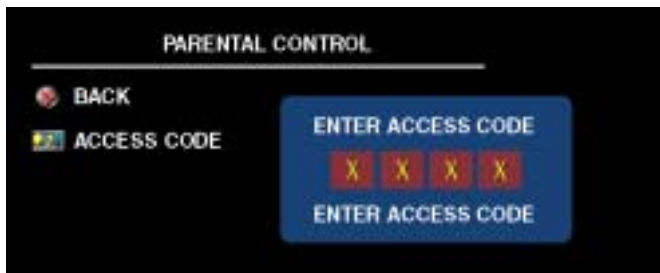 PARENTAL CONTROL
BACK
ACCESS CODE
ENTER ACCESS CODE
X X X X
ENTER ACCESS CODE